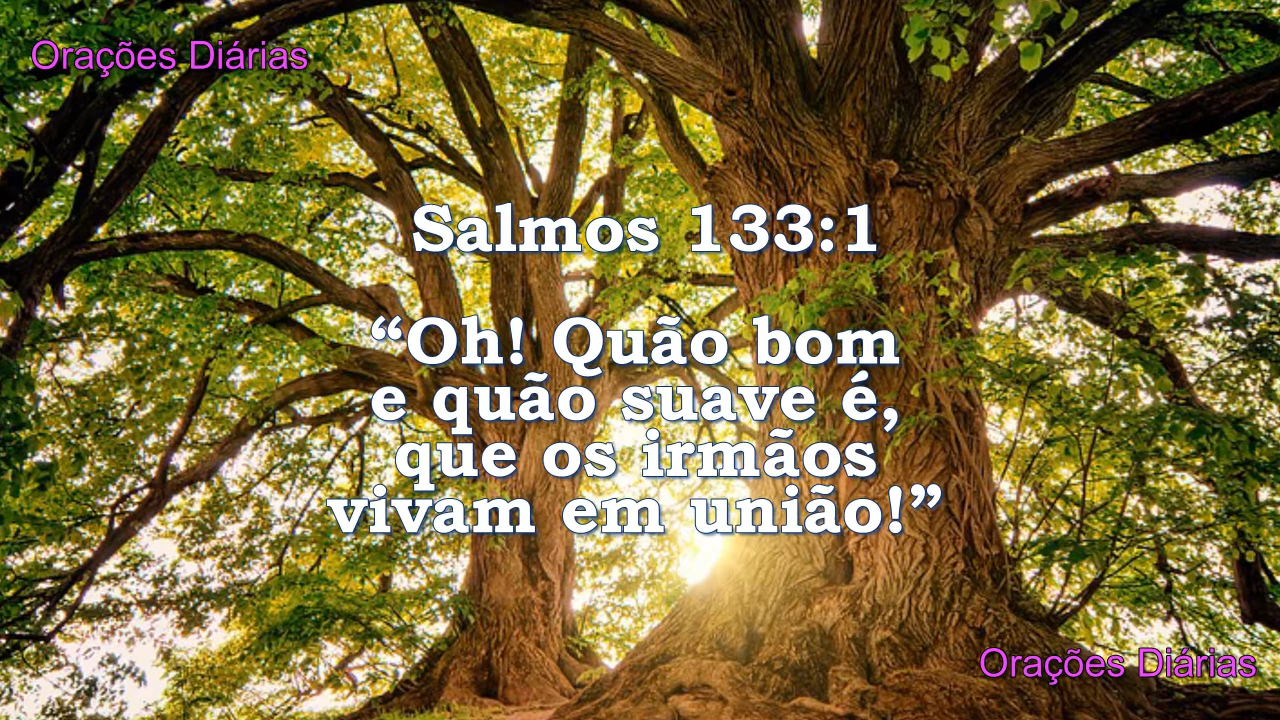 Orações Diárias
Salmos 133:1
“Oh! Quão bom
e quão suave é,
que os irmãos
vivam em união!”
Orações Diárias